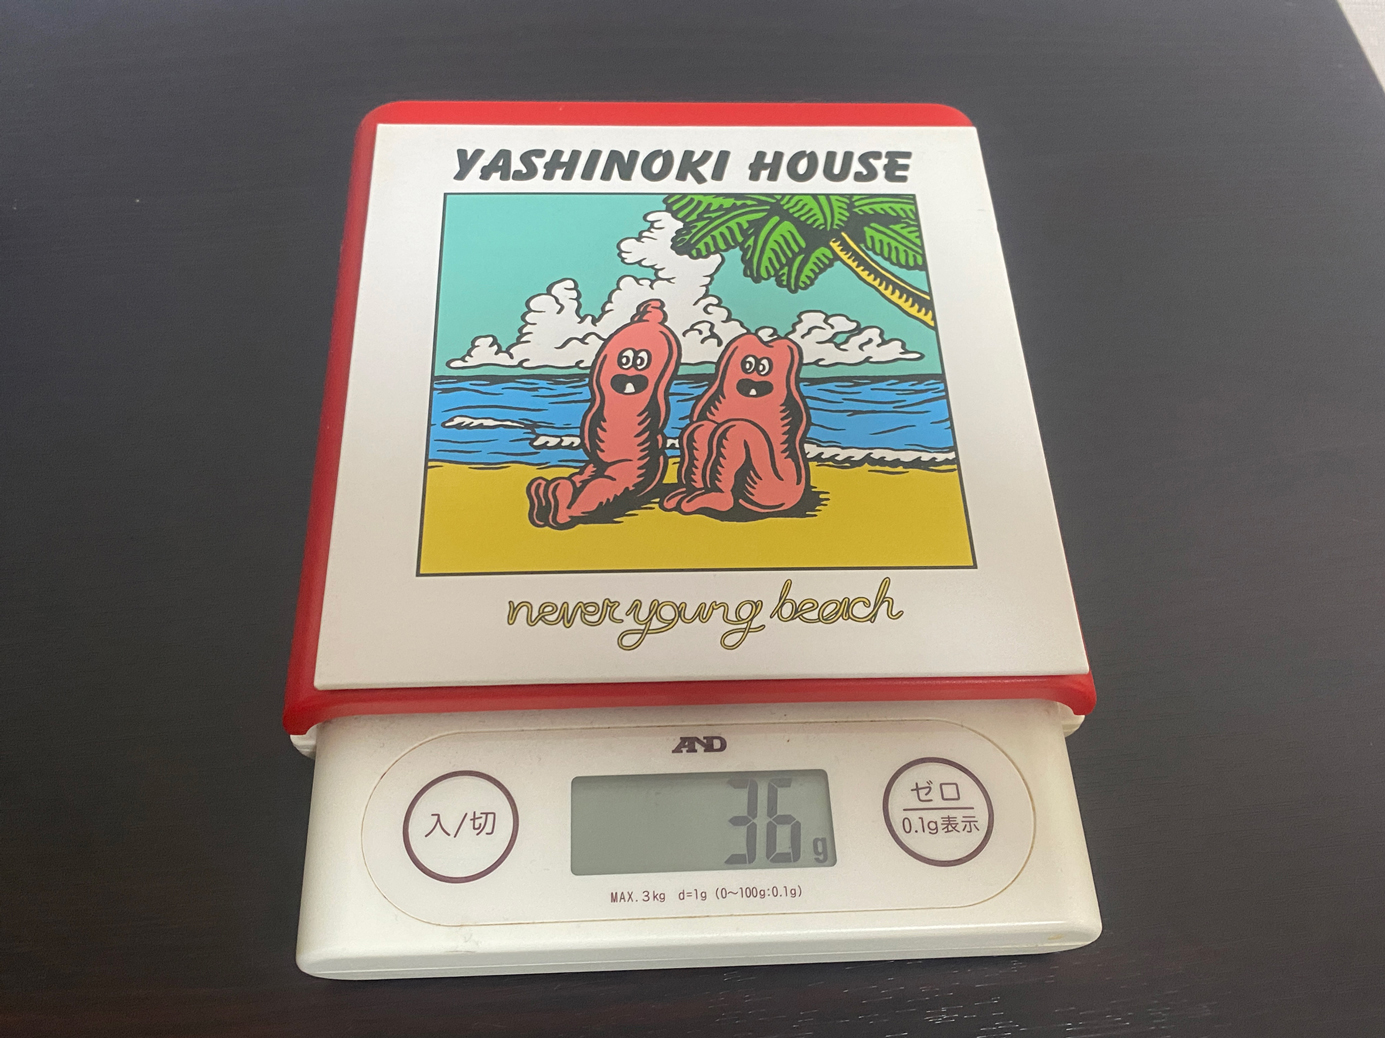 YASHINOKI HOUSE
never young beach
AND
入/切
36g
ゼロ
0.1g表示
MAX. 3kg d=1g (0〜100g:0.1g)